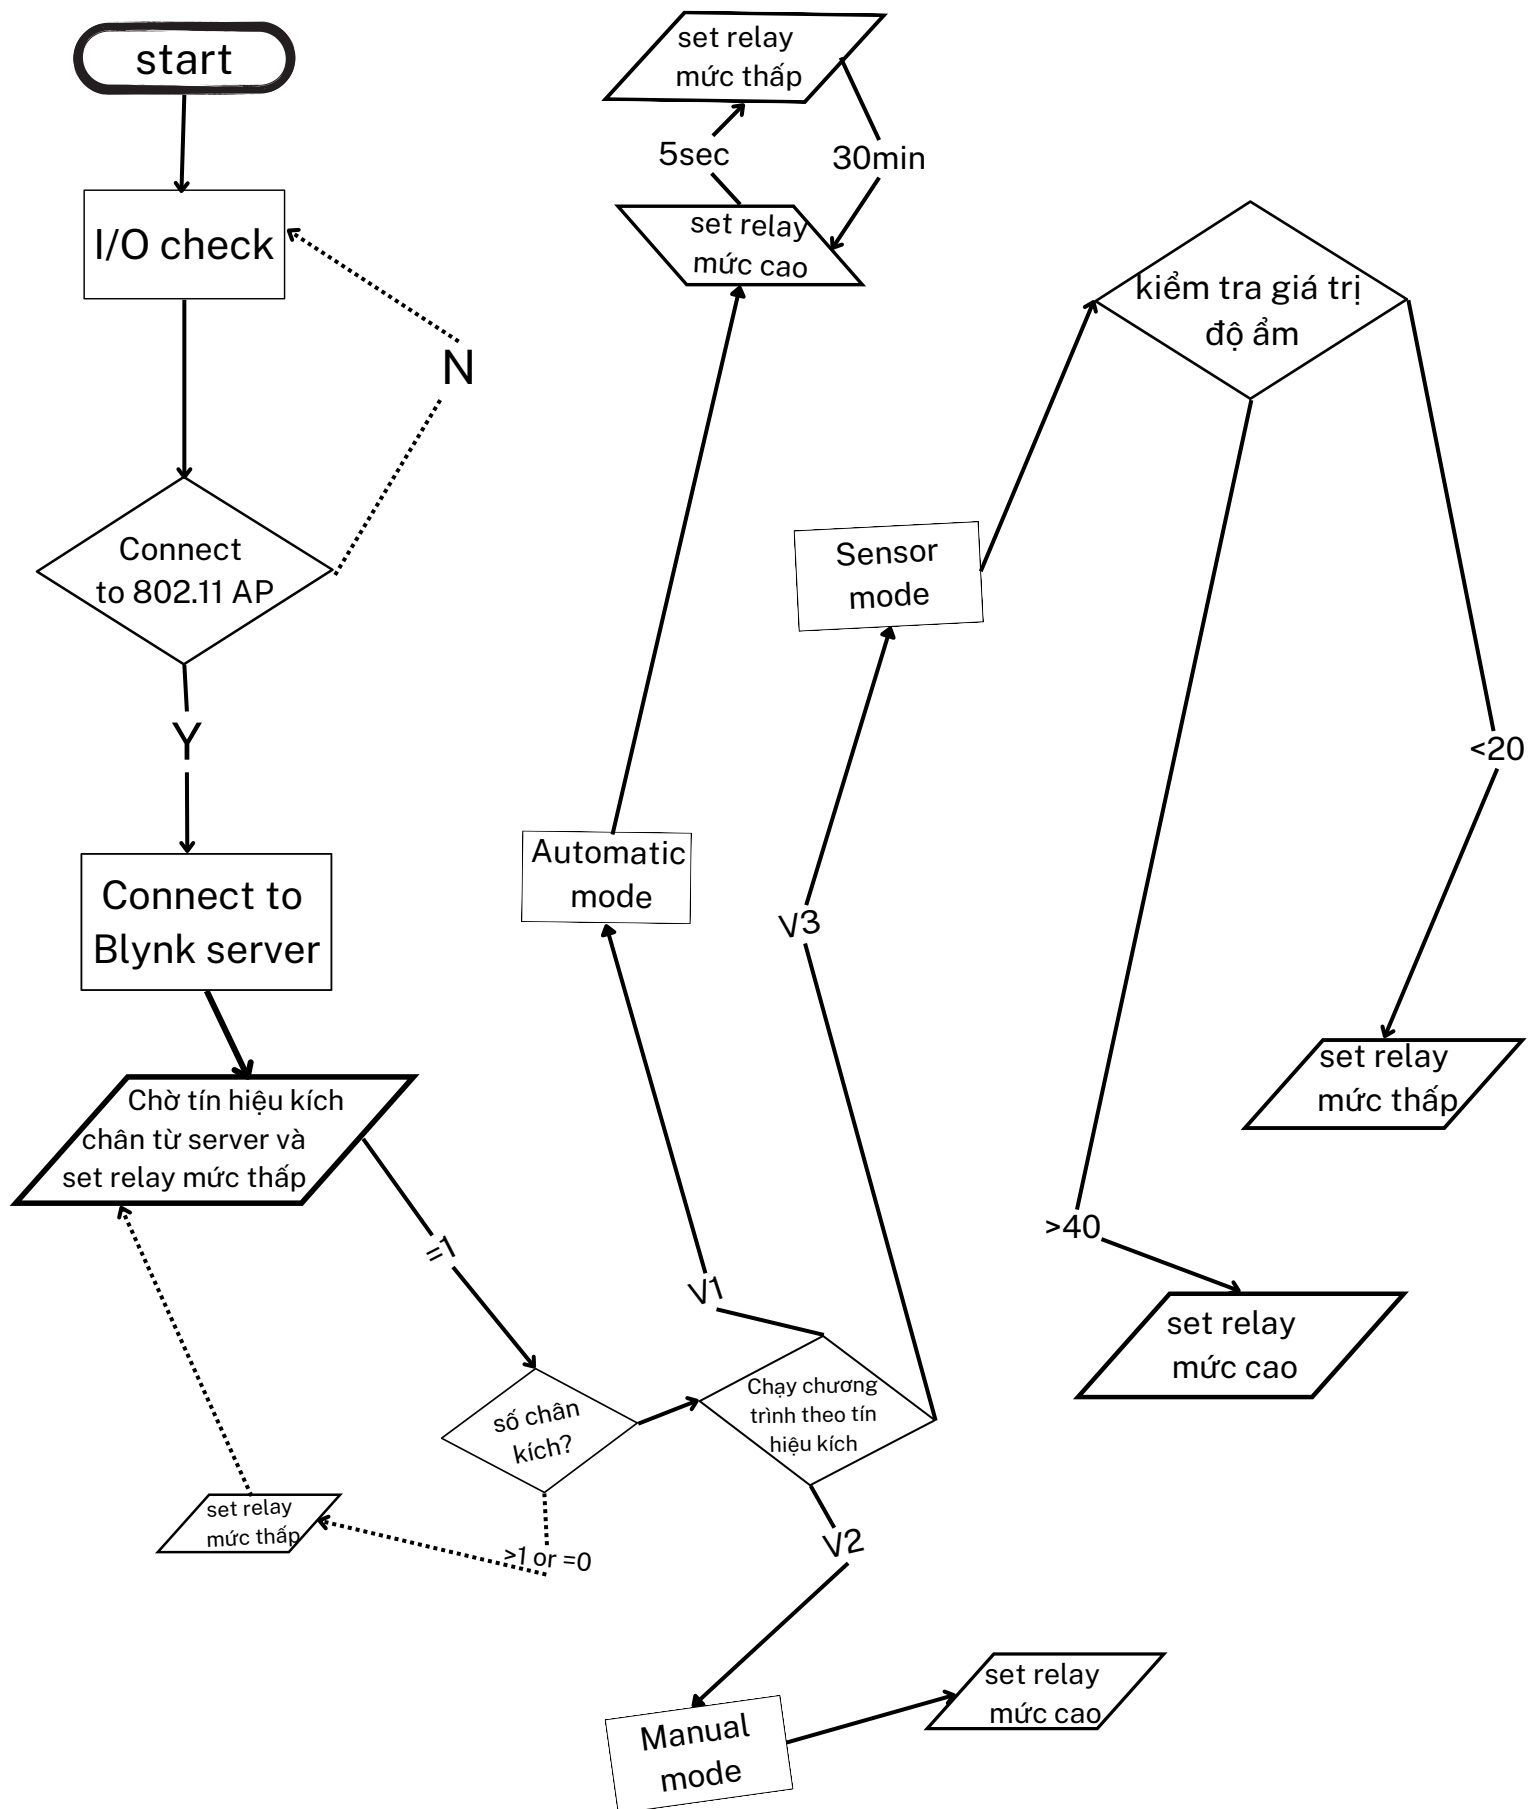 start
I/O check
N
Connect
to 802.11 AP
Y
Connect to
Blynk server
Chờ tín hiệu kích
chân từ server và
set relay mức thấp
=1
số chân
kích?
>1 or =0
set relay
mức thấp
Chạy chương
trình theo tín
hiệu kích
V1
Automatic
mode
set relay
mức cao
5sec
set relay
mức thấp
30min
V3
Sensor
mode
kiểm tra giá trị
độ ẩm
<20
set relay
mức thấp
>40
set relay
mức cao
V2
Manual
mode
set relay
mức cao